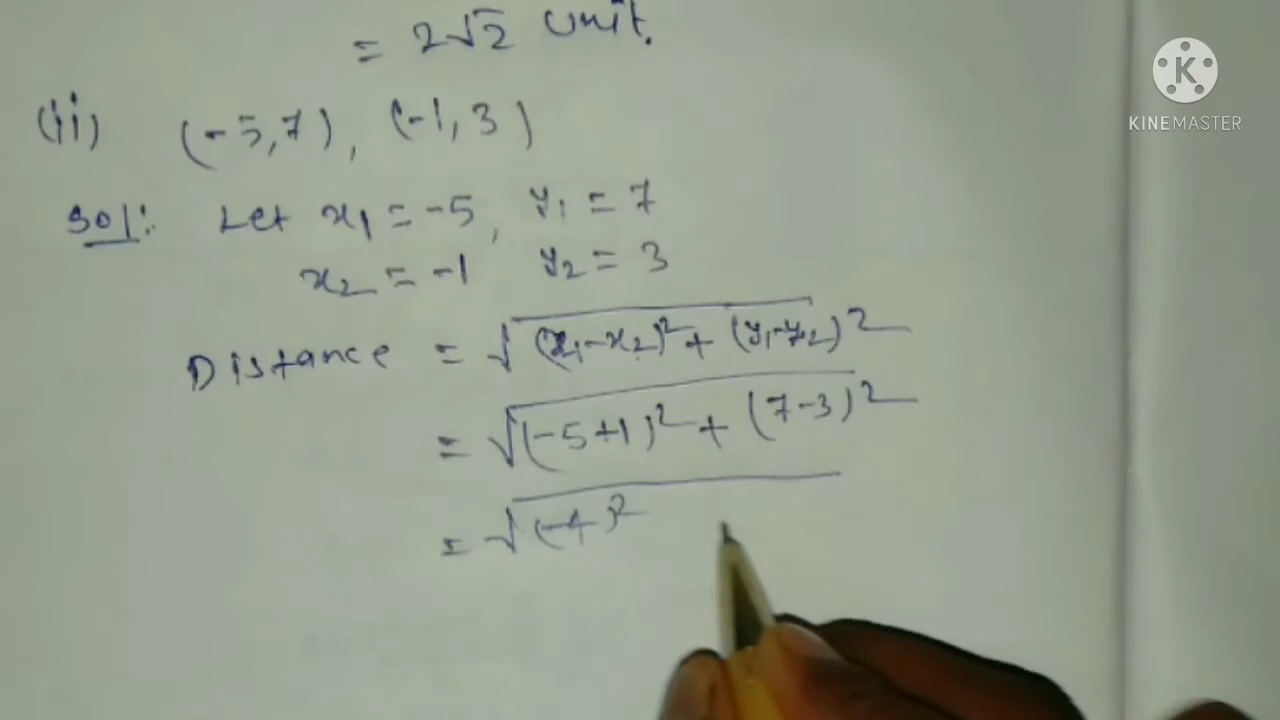 = 2√2 unit.
(ii) (-5,7), (-1,3)
Sol: Let x1 = -5, y1 = 7
x2 = -1 y2 = 3
Distance = √(x1-x2)² + (y1-y2)²
= √(-5+1)² + (7-3)²
= √(-4)²
KINEMASTER